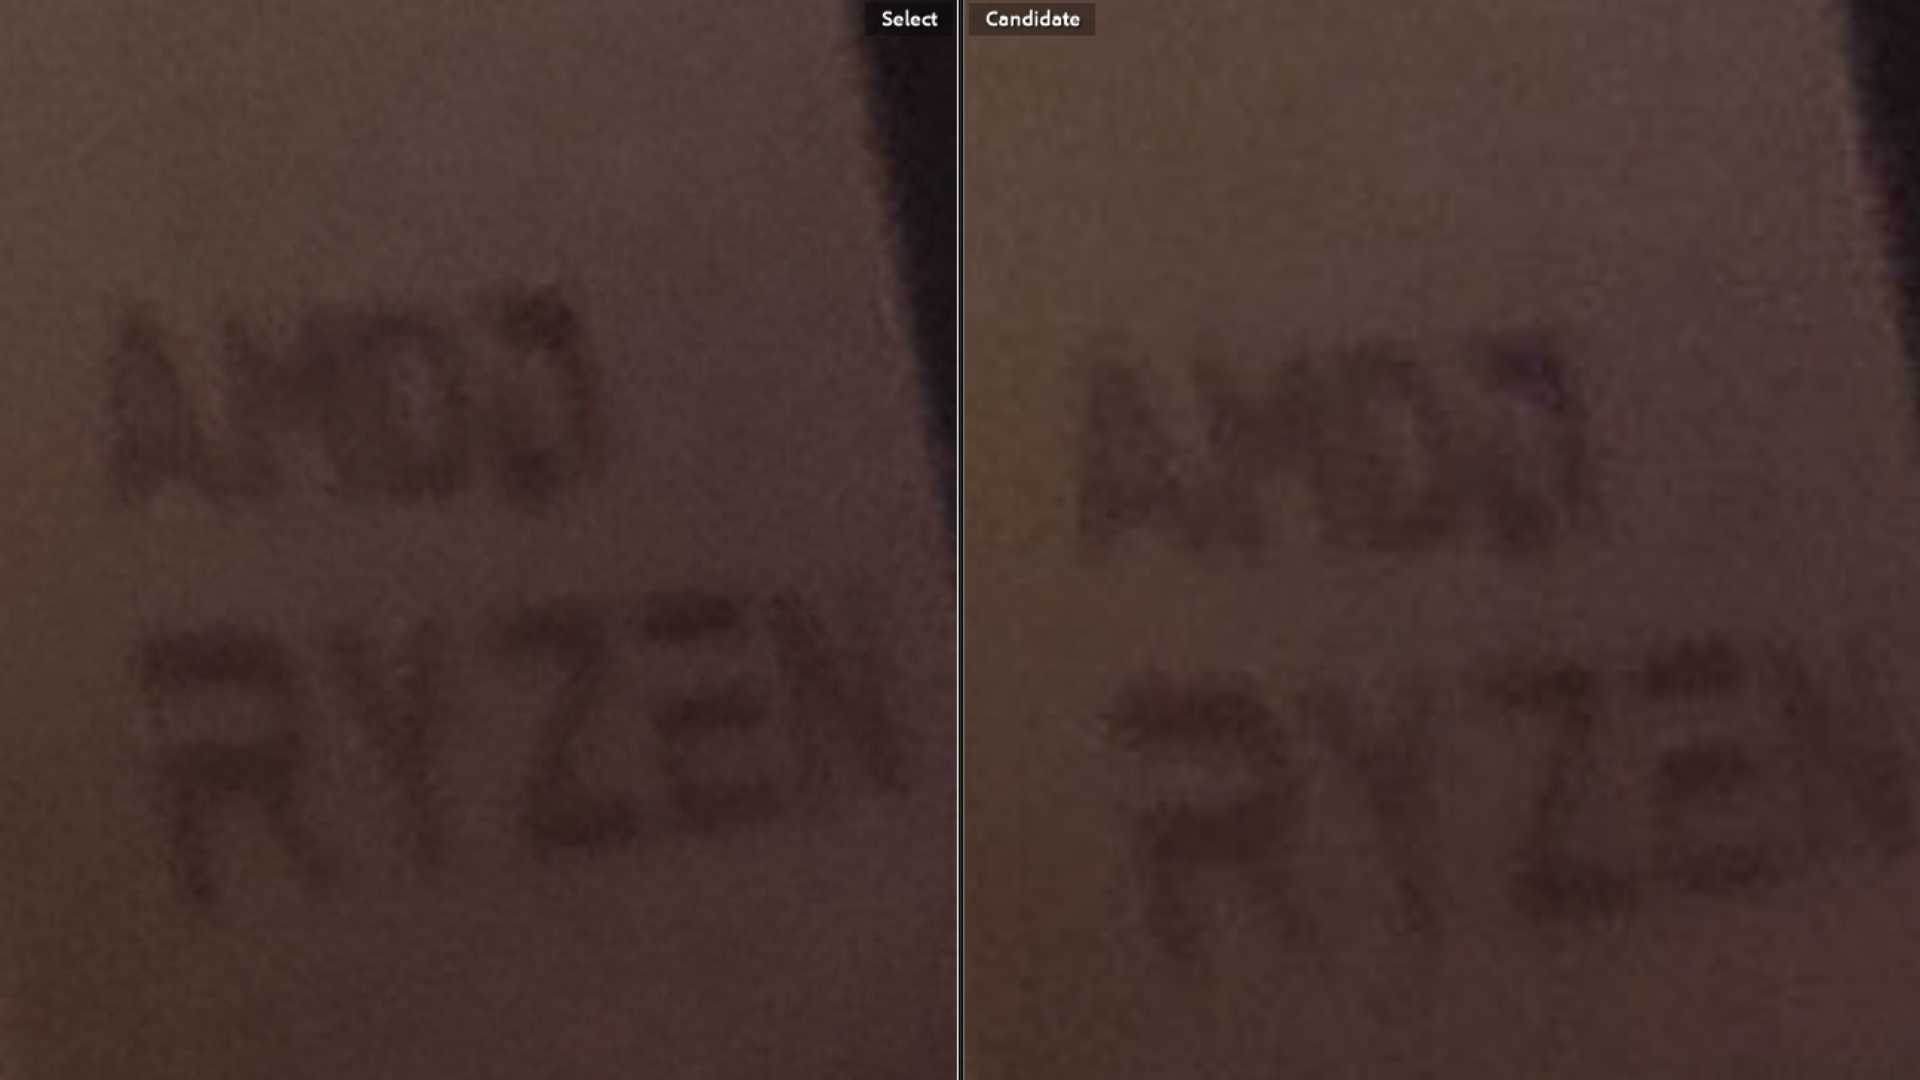 Select
Candidate
AMD
RYZEN
AMD
RYZEN